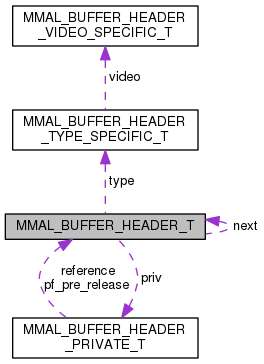 MMAL_BUFFER_HEADER
_VIDEO_SPECIFIC_T
video
MMAL_BUFFER_HEADER
_TYPE_SPECIFIC_T
type
MMAL_BUFFER_HEADER_T
next
reference
pf_pre_release
priv
MMAL_BUFFER_HEADER
_PRIVATE_T